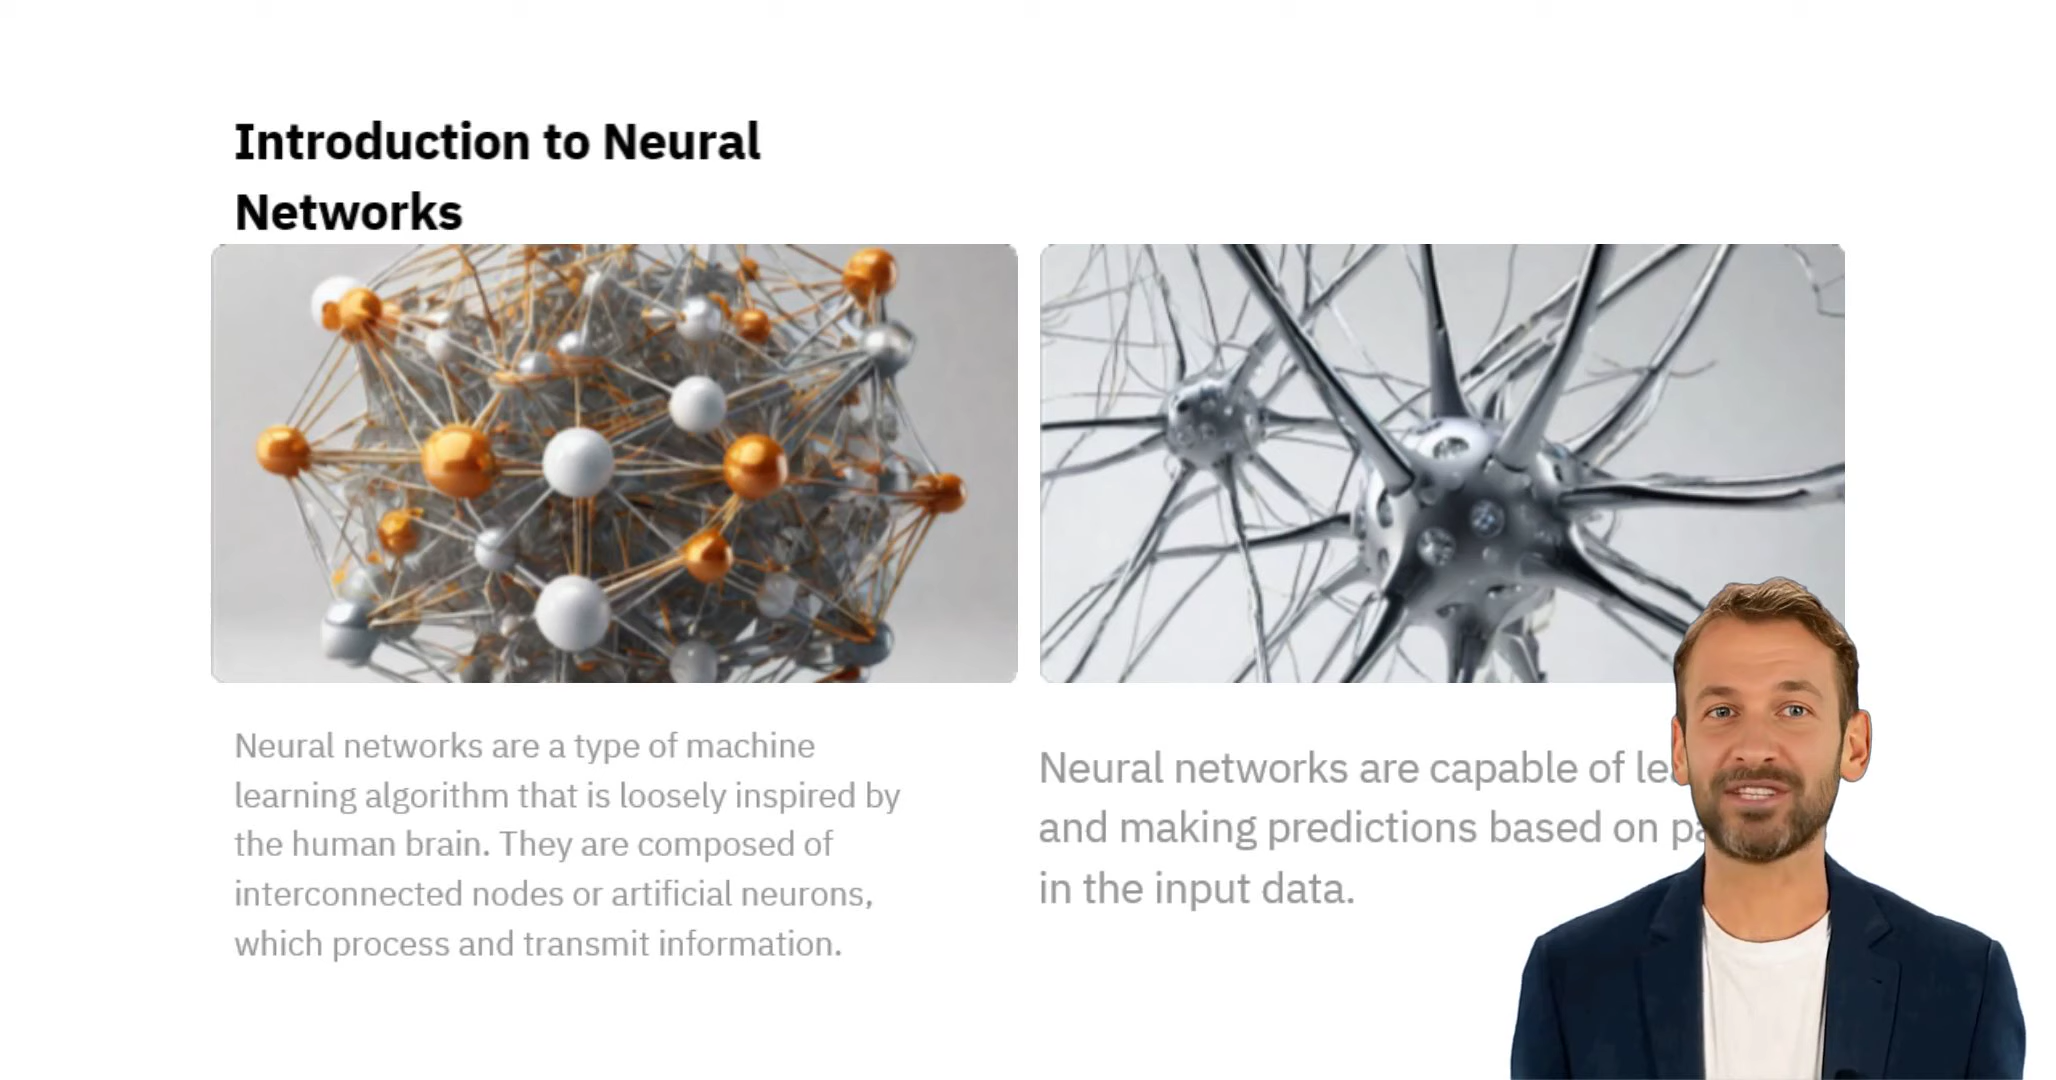 Introduction to Neural
Networks
Neural networks are a type of machine
learning algorithm that is loosely inspired by
the human brain. They are composed of
interconnected nodes or artificial neurons,
which process and transmit information.
Neural networks are capable of
and making predictions based on
in the input data.